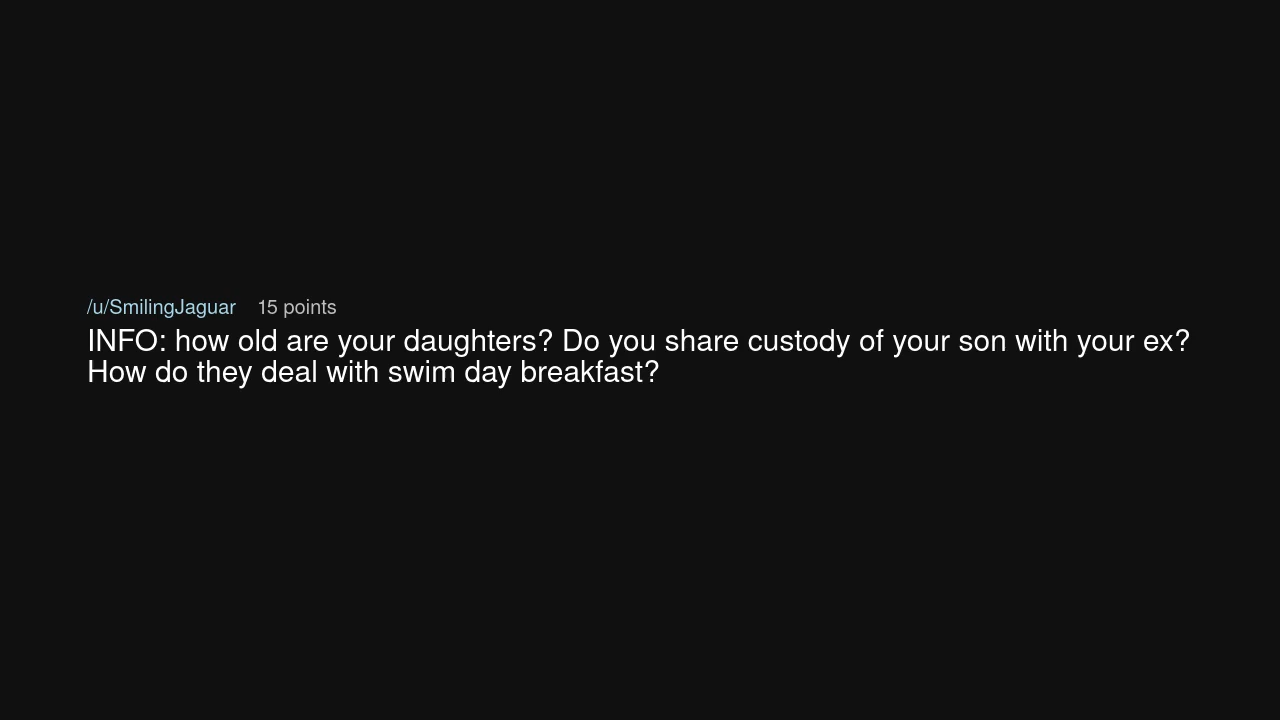 /u/SmilingJaguar 15 points
INFO: how old are your daughters? Do you share custody of your son with your ex?
How do they deal with swim day breakfast?